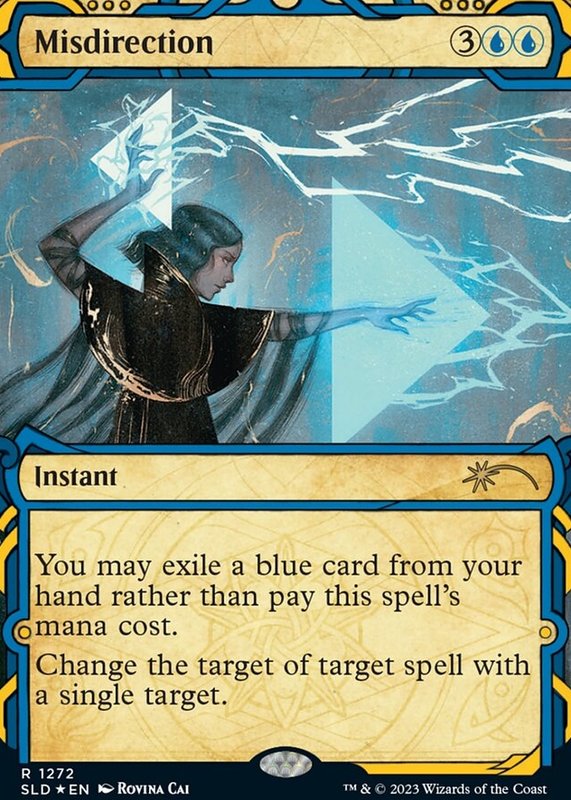 Misdirection 3
Instant
You may exile a blue card from your
hand rather than pay this spell's
mana cost.
Change the target of target spell with
a single target.
R 1272
SLD ★ EN Rovina Cai
™ & © 2023 Wizards of the Coast